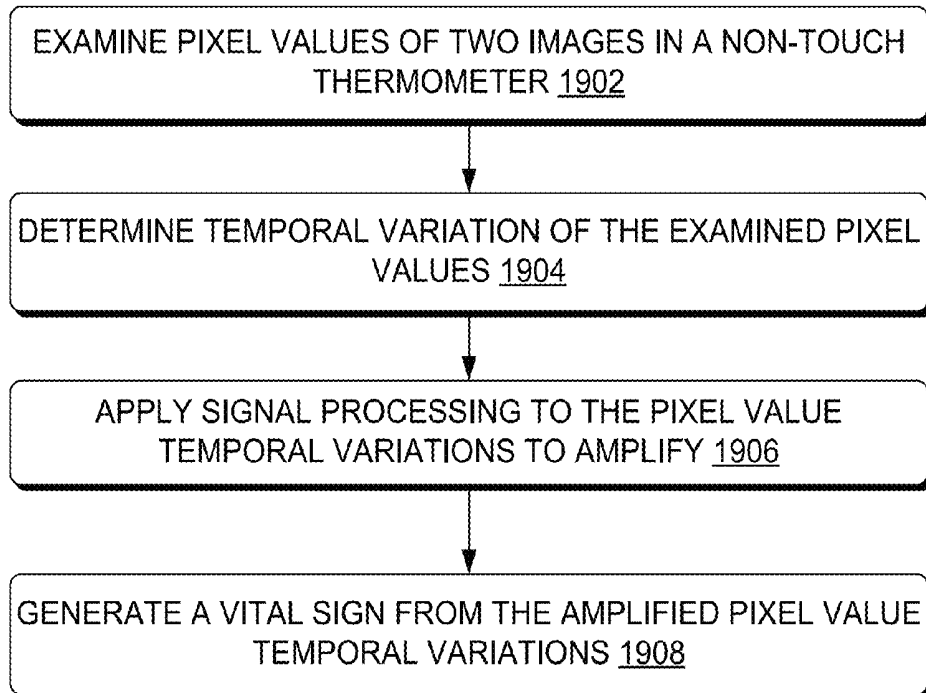 EXAMINE PIXEL VALUES OF TWO IMAGES IN A NON-TOUCH
THERMOMETER 1902
DETERMINE TEMPORAL VARIATION OF THE EXAMINED PIXEL
VALUES 1904
APPLY SIGNAL PROCESSING TO THE PIXEL VALUE
TEMPORAL VARIATIONS TO AMPLIFY 1906
GENERATE A VITAL SIGN FROM THE AMPLIFIED PIXEL VALUE
TEMPORAL VARIATIONS 1908